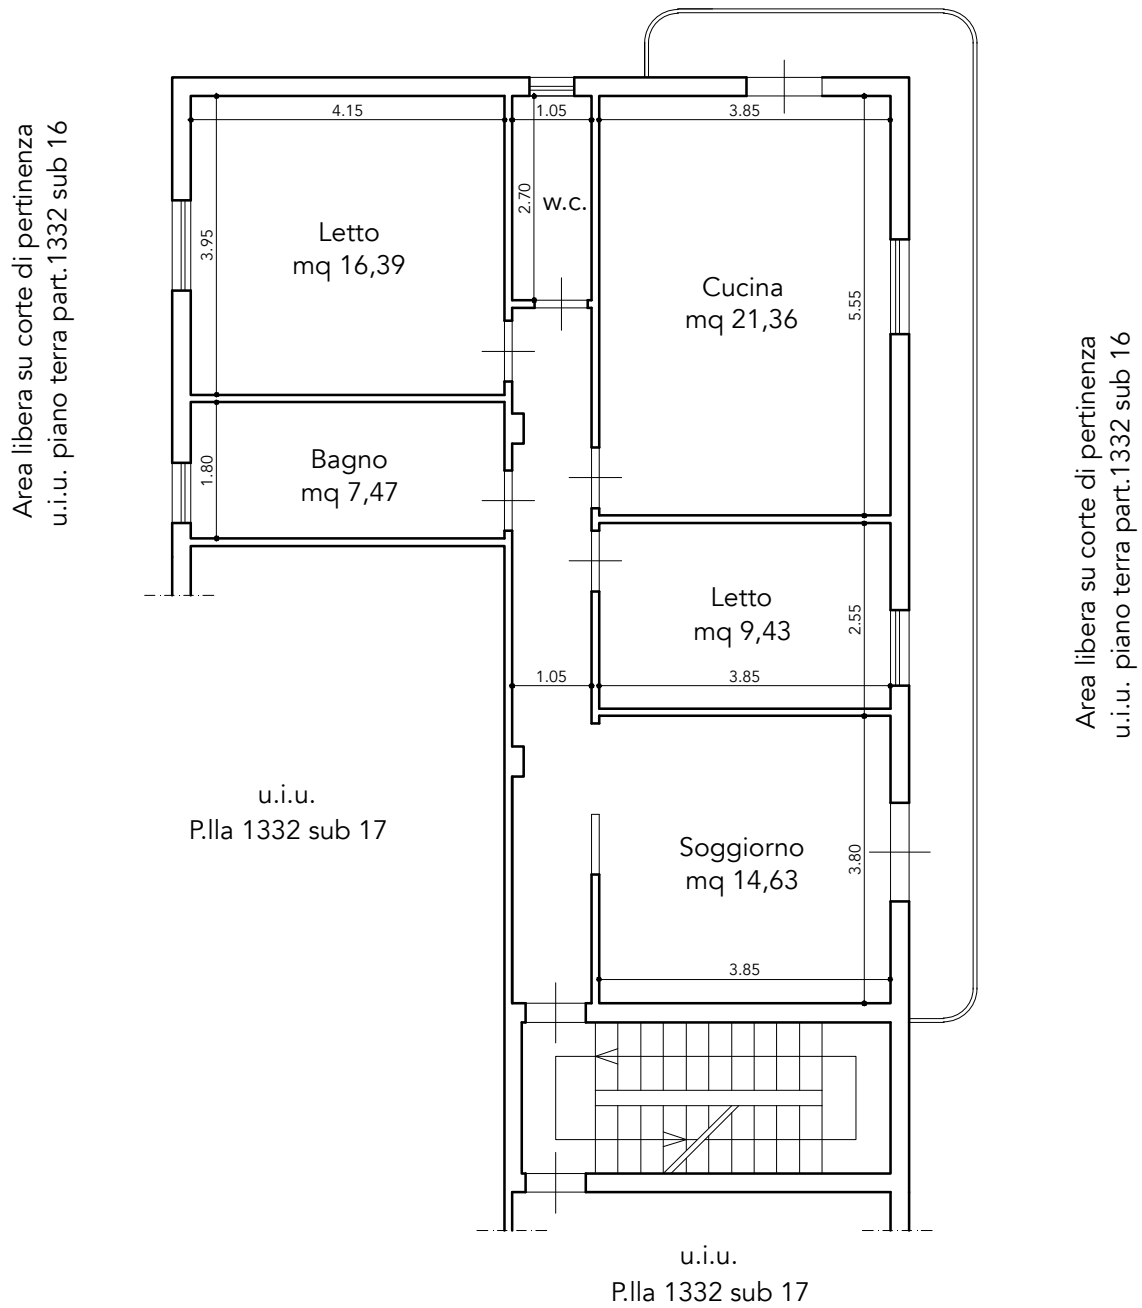 Area libera su corte di pertinenza
u.i.u. piano terra part.1332 sub 16
4.15
1.05
3.85
3.95
2.70
w.c.
Letto
mq 16,39
Cucina
mq 21,36
5.55
1.80
Bagno
mq 7,47
Letto
mq 9,43
2.55
1.05
3.85
Area libera su corte di pertinenza
u.i.u. piano terra part.1332 sub 16
u.i.u.
P.lla 1332 sub 17
Soggiorno
mq 14,63
3.80
3.85
u.i.u.
P.lla 1332 sub 17